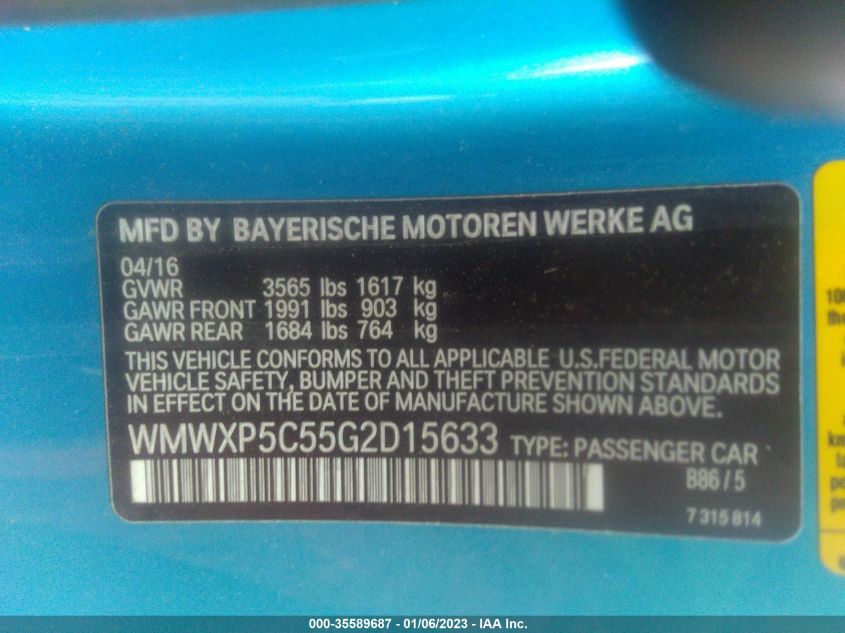 MFD BY BAYERISCHE MOTOREN WERKE AG
04/16
GVWR 3565 lbs 1617 kg
GAWR FRONT 1991 lbs 903 kg
GAWR REAR 1684 lbs 764 kg
THIS VEHICLE CONFORMS TO ALL APPLICABLE U.S.FEDERAL MOTOR
VEHICLE SAFETY, BUMPER AND THEFT PREVENTION STANDARDS
IN EFFECT ON THE DATE OF MANUFACTURE SHOWN ABOVE.
WMWXP5C55G2D15633 TYPE: PASSENGER CAR
B86/5
7315814
000-35589687 - 01/06/2023 - IAA Inc.